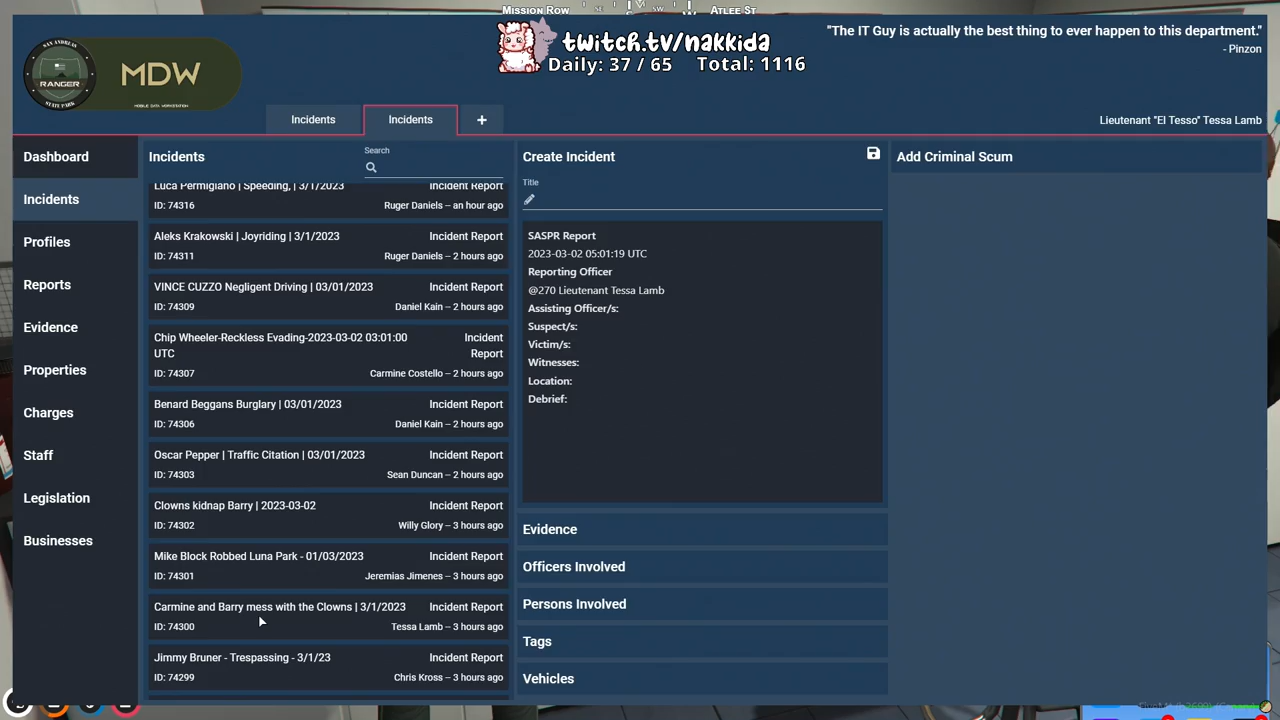 Mission Row
SW
Atlee St
twitch.tv/nakkida
Daily: 37 / 65 Total: 1116
"The IT Guy is actually the best thing to ever happen to this department."
- Pinzon
SAN ANDREAS
RANGER
STATE PARK
MDW
MOBILE DATA WORKSTATION
Incidents
Incidents
+
Lieutenant "El Tesso" Tessa Lamb
Dashboard
Incidents
Profiles
Reports
Evidence
Properties
Charges
Staff
Legislation
Businesses
Incidents
Search
Luca Permigiano | Speeding, | 3/1/2023 Incident Report
ID: 74316 Ruger Daniels – an hour ago
Aleks Krakowski | Joyriding | 3/1/2023 Incident Report
ID: 74311 Ruger Daniels – 2 hours ago
VINCE CUZZO Negligent Driving | 03/01/2023 Incident Report
ID: 74309 Daniel Kain – 2 hours ago
Chip Wheeler-Reckless Evading-2023-03-02 03:01:00 Incident
UTC Report
ID: 74307 Carmine Costello – 2 hours ago
Benard Beggans Burglary | 03/01/2023 Incident Report
ID: 74306 Daniel Kain – 2 hours ago
Oscar Pepper | Traffic Citation | 03/01/2023 Incident Report
ID: 74303 Sean Duncan – 2 hours ago
Clowns kidnap Barry | 2023-03-02 Incident Report
ID: 74302 Willy Glory – 3 hours ago
Mike Block Robbed Luna Park - 01/03/2023 Incident Report
ID: 74301 Jeremias Jimenes – 3 hours ago
Carmine and Barry mess with the Clowns | 3/1/2023 Incident Report
ID: 74300 Tessa Lamb – 3 hours ago
Jimmy Bruner - Trespassing - 3/1/23 Incident Report
ID: 74299 Chris Kross – 3 hours ago
Create Incident
Title
SASPR Report
2023-03-02 05:01:19 UTC
Reporting Officer
@270 Lieutenant Tessa Lamb
Assisting Officer/s:
Suspect/s:
Victim/s:
Witnesses:
Location:
Debrief:
Evidence
Officers Involved
Persons Involved
Tags
Vehicles
Add Criminal Scum